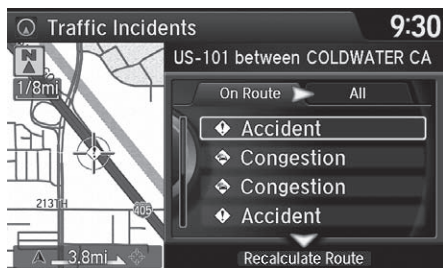 Traffic Incidents
9:30
US-101 between COLDWATER CA
N
1/8mi
On Route
All
Accident
Congestion
Congestion
Accident
213TH
405
3.8mi
Recalculate Route